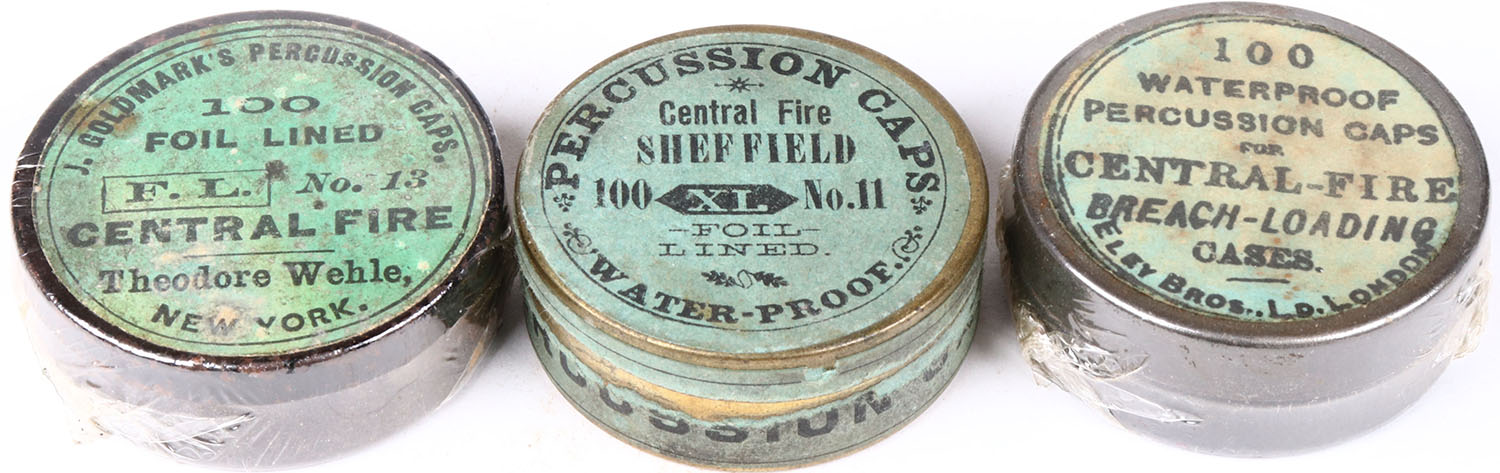 J. GOLDMARK'S PERCUSSION CAPS.
100
FOIL LINED
F. L. No. 13
CENTRAL FIRE
Theodore Wehle,
NEW YORK.
PERCUSSION CAPS
Central Fire
SHEFFIELD
100 XL No. 11
FOIL
LINED.
WATER-PROOF.
100
WATERPROOF
PERCUSSION CAPS
FOR
CENTRAL-FIRE
BREACH-LOADING
CASES.
ELEY BROS., LD. LONDON